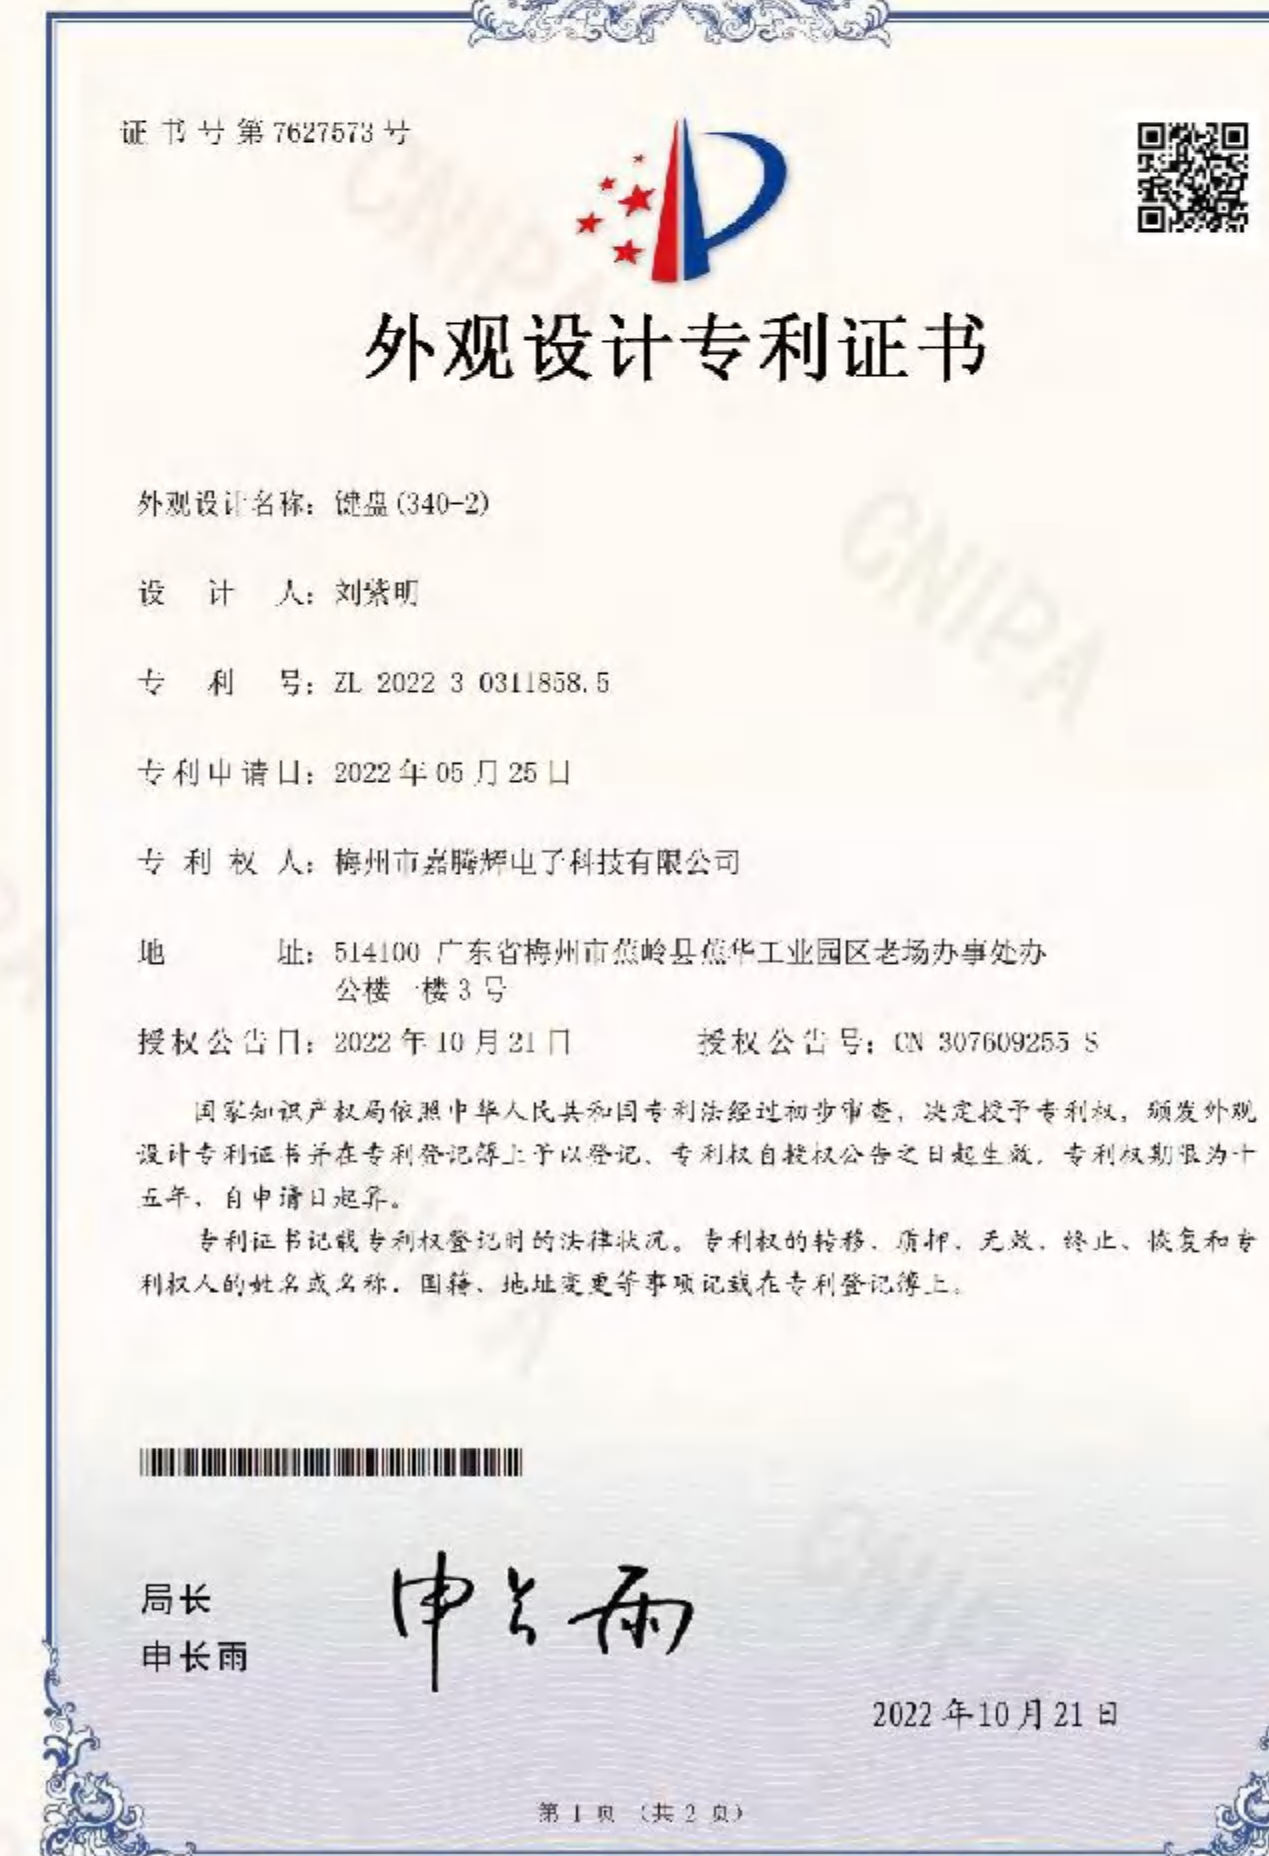 证书号第7627573号
外观设计专利证书
外观设计名称：键盘(340-2)
设计人：刘紫明
专利号：ZL 2022 3 0311858.5
专利申请日：2022年05月25日
专利权人：梅州市嘉腾辉电子科技有限公司
地址：514100 广东省梅州市蕉岭县蕉华工业园区老场办事处办
公楼一楼3号
授权公告日：2022年10月21日 授权公告号：CN 307609255 S
国家知识产权局依照中华人民共和国专利法经过初步审查，决定授予专利权，颁发外观
设计专利证书并在专利登记簿上予以登记。专利权自授权公告之日起生效。专利权期限为十
五年，自申请日起算。
专利证书记载专利权登记时的法律状况。专利权的转移、质押、无效、终止、恢复和专
利权人的姓名或名称、国籍、地址变更等事项记载在专利登记簿上。
局长
申长雨
申长雨
2022年10月21日
第1页（共2页）
CNIPA
CNIPA
CNIPA
CNIPA